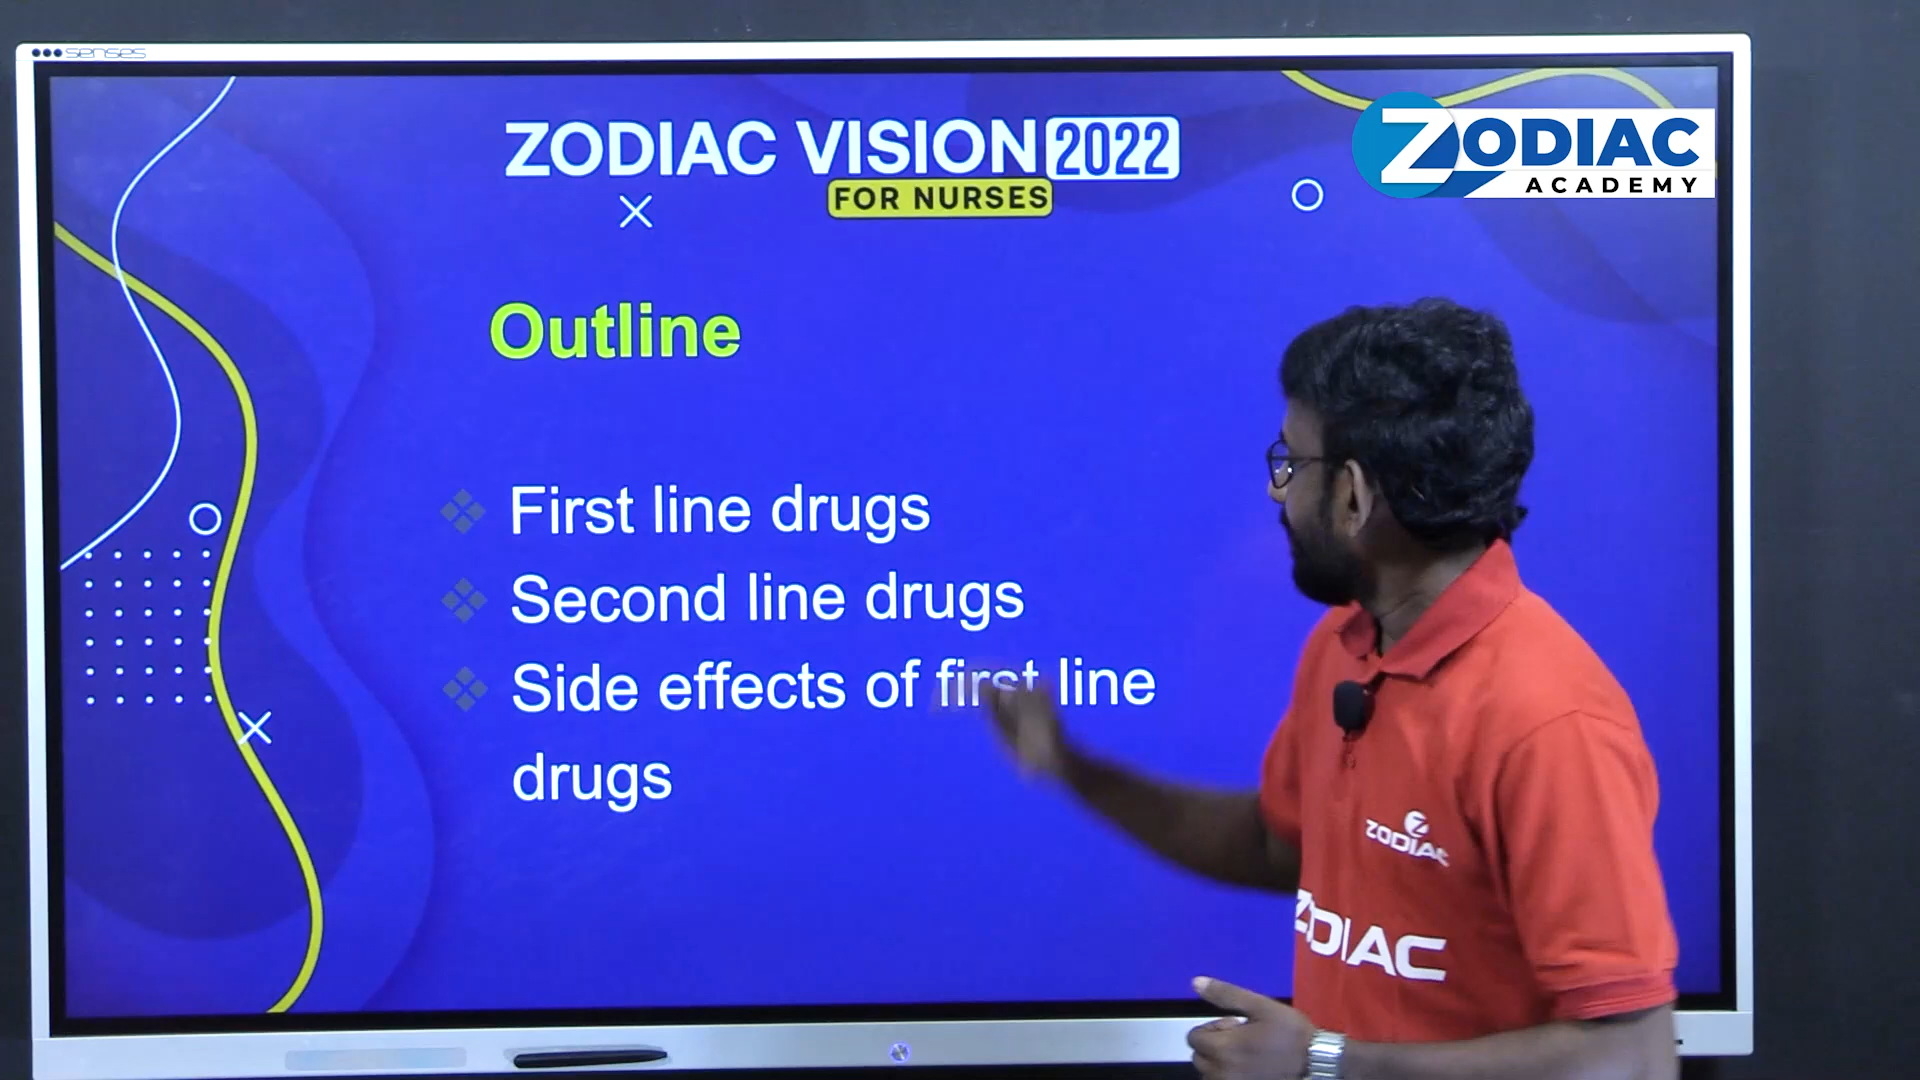 senses
ZODIAC VISION 2022
FOR NURSES
ZODIAC
ACADEMY
Outline
First line drugs
Second line drugs
Side effects of first line
drugs
ZODIAC
ZODIAC